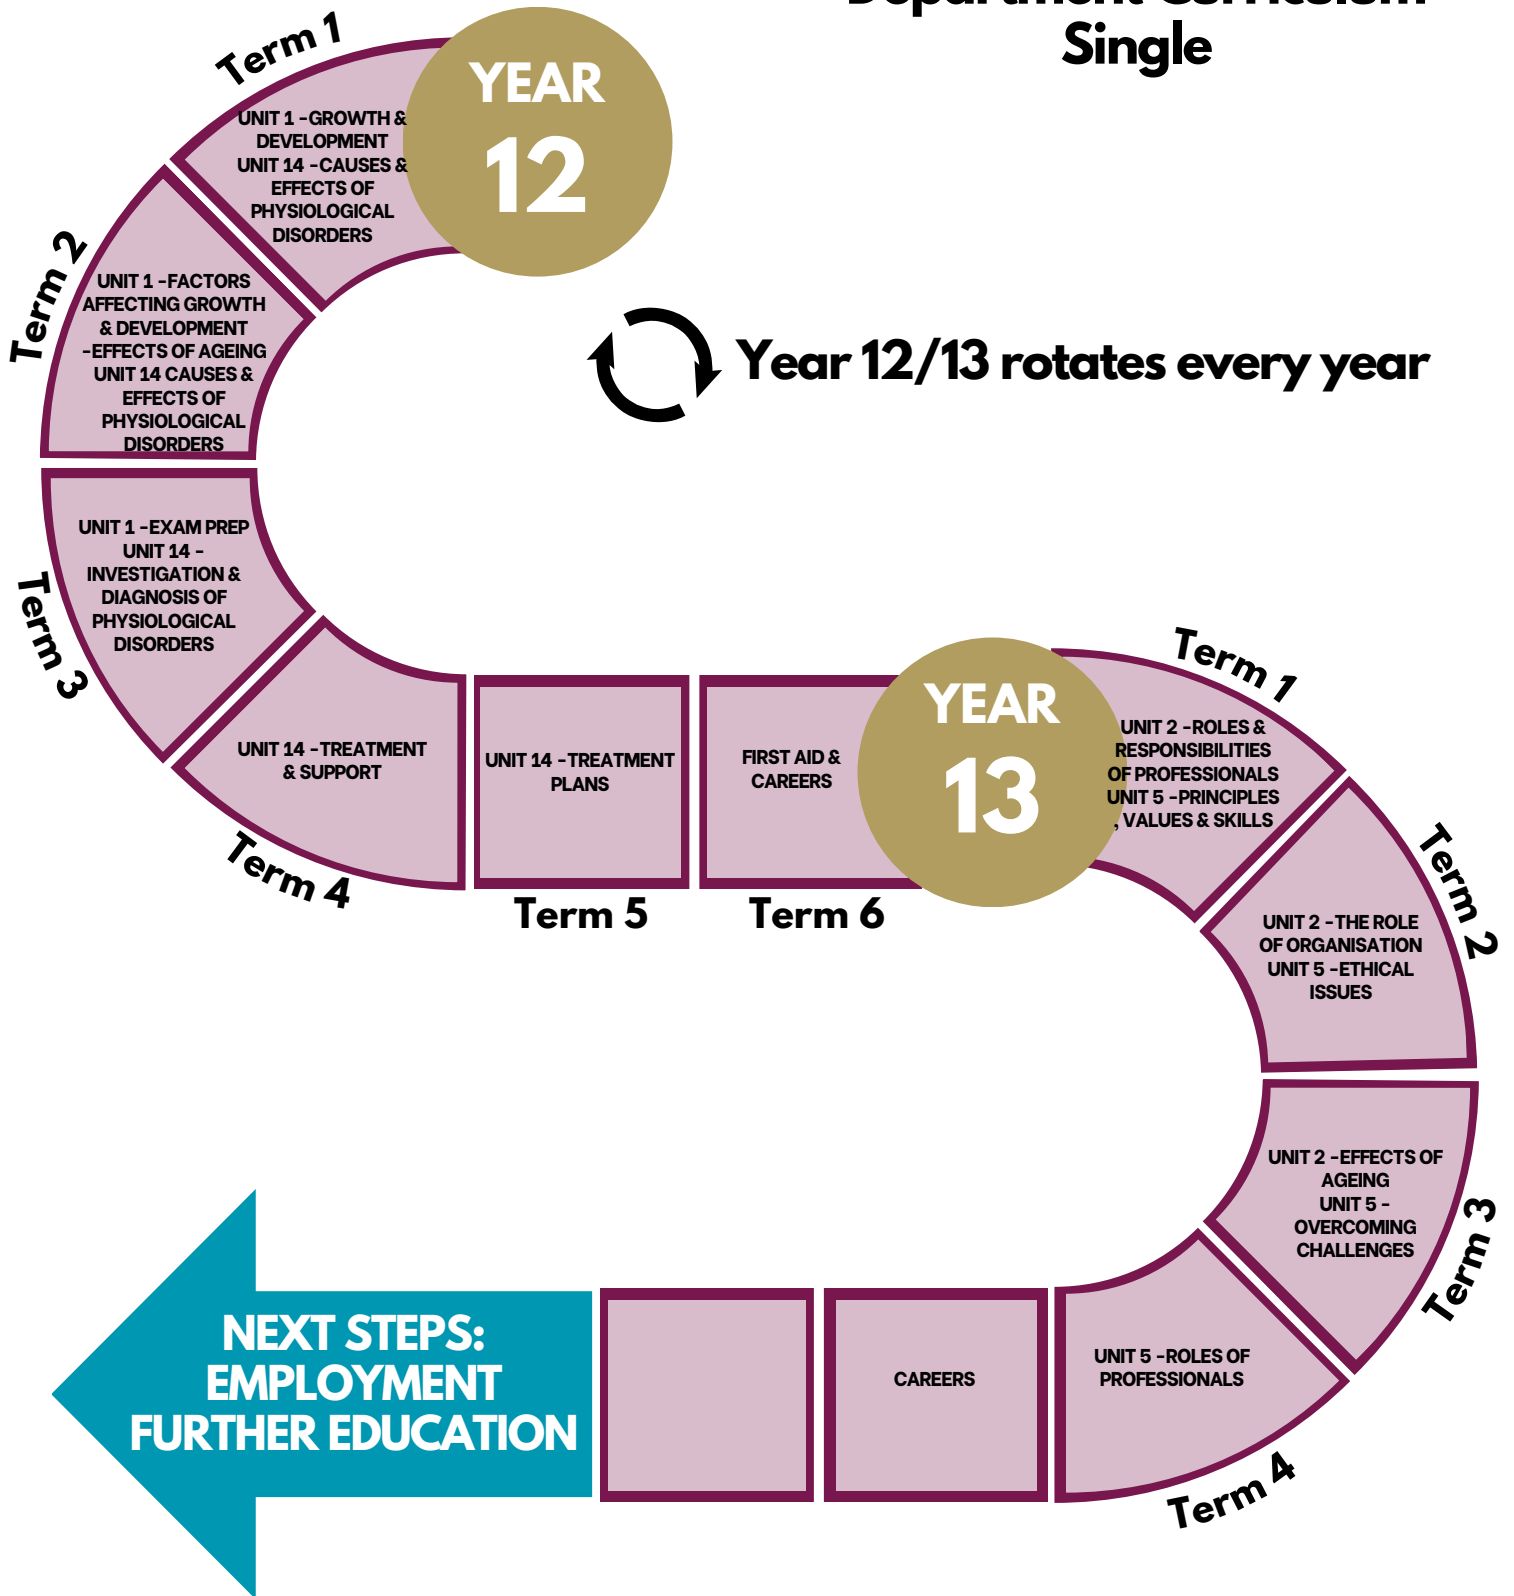 Department Curriculum
Single
Term 1
YEAR
12
UNIT 1 -GROWTH &
DEVELOPMENT
UNIT 14 -CAUSES &
EFFECTS OF
PHYSIOLOGICAL
DISORDERS
Term 2
UNIT 1 -FACTORS
AFFECTING GROWTH
& DEVELOPMENT
-EFFECTS OF AGEING
UNIT 14 CAUSES &
EFFECTS OF
PHYSIOLOGICAL
DISORDERS
Year 12/13 rotates every year
Term 3
UNIT 1 -EXAM PREP
UNIT 14 -
INVESTIGATION &
DIAGNOSIS OF
PHYSIOLOGICAL
DISORDERS
UNIT 14 -TREATMENT
& SUPPORT
Term 4
UNIT 14 -TREATMENT
PLANS
Term 5
FIRST AID &
CAREERS
Term 6
YEAR
13
Term 1
UNIT 2 -ROLES &
RESPONSIBILITIES
OF PROFESSIONALS
UNIT 5 -PRINCIPLES
, VALUES & SKILLS
Term 2
UNIT 2 -THE ROLE
OF ORGANISATION
UNIT 5 -ETHICAL
ISSUES
UNIT 2 -EFFECTS OF
AGEING
UNIT 5 -
OVERCOMING
CHALLENGES
Term 3
UNIT 5 -ROLES OF
PROFESSIONALS
Term 4
CAREERS
NEXT STEPS:
EMPLOYMENT
FURTHER EDUCATION